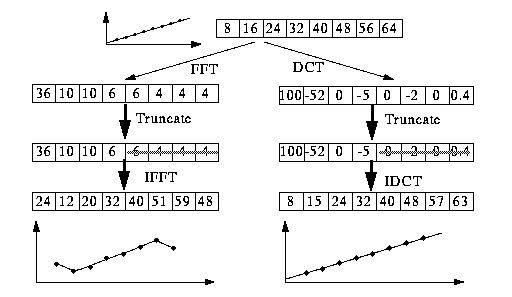 8 16 24 32 40 48 56 64
FFT DCT
36 10 10 6 6 4 4 4
100 -52 0 -5 0 -2 0 0.4
Truncate Truncate
36 10 10 6 6 4 4 4
100 -52 0 -5 0 -2 0 0.4
IFFT IDCT
24 12 20 32 40 51 59 48
8 15 24 32 40 48 57 63